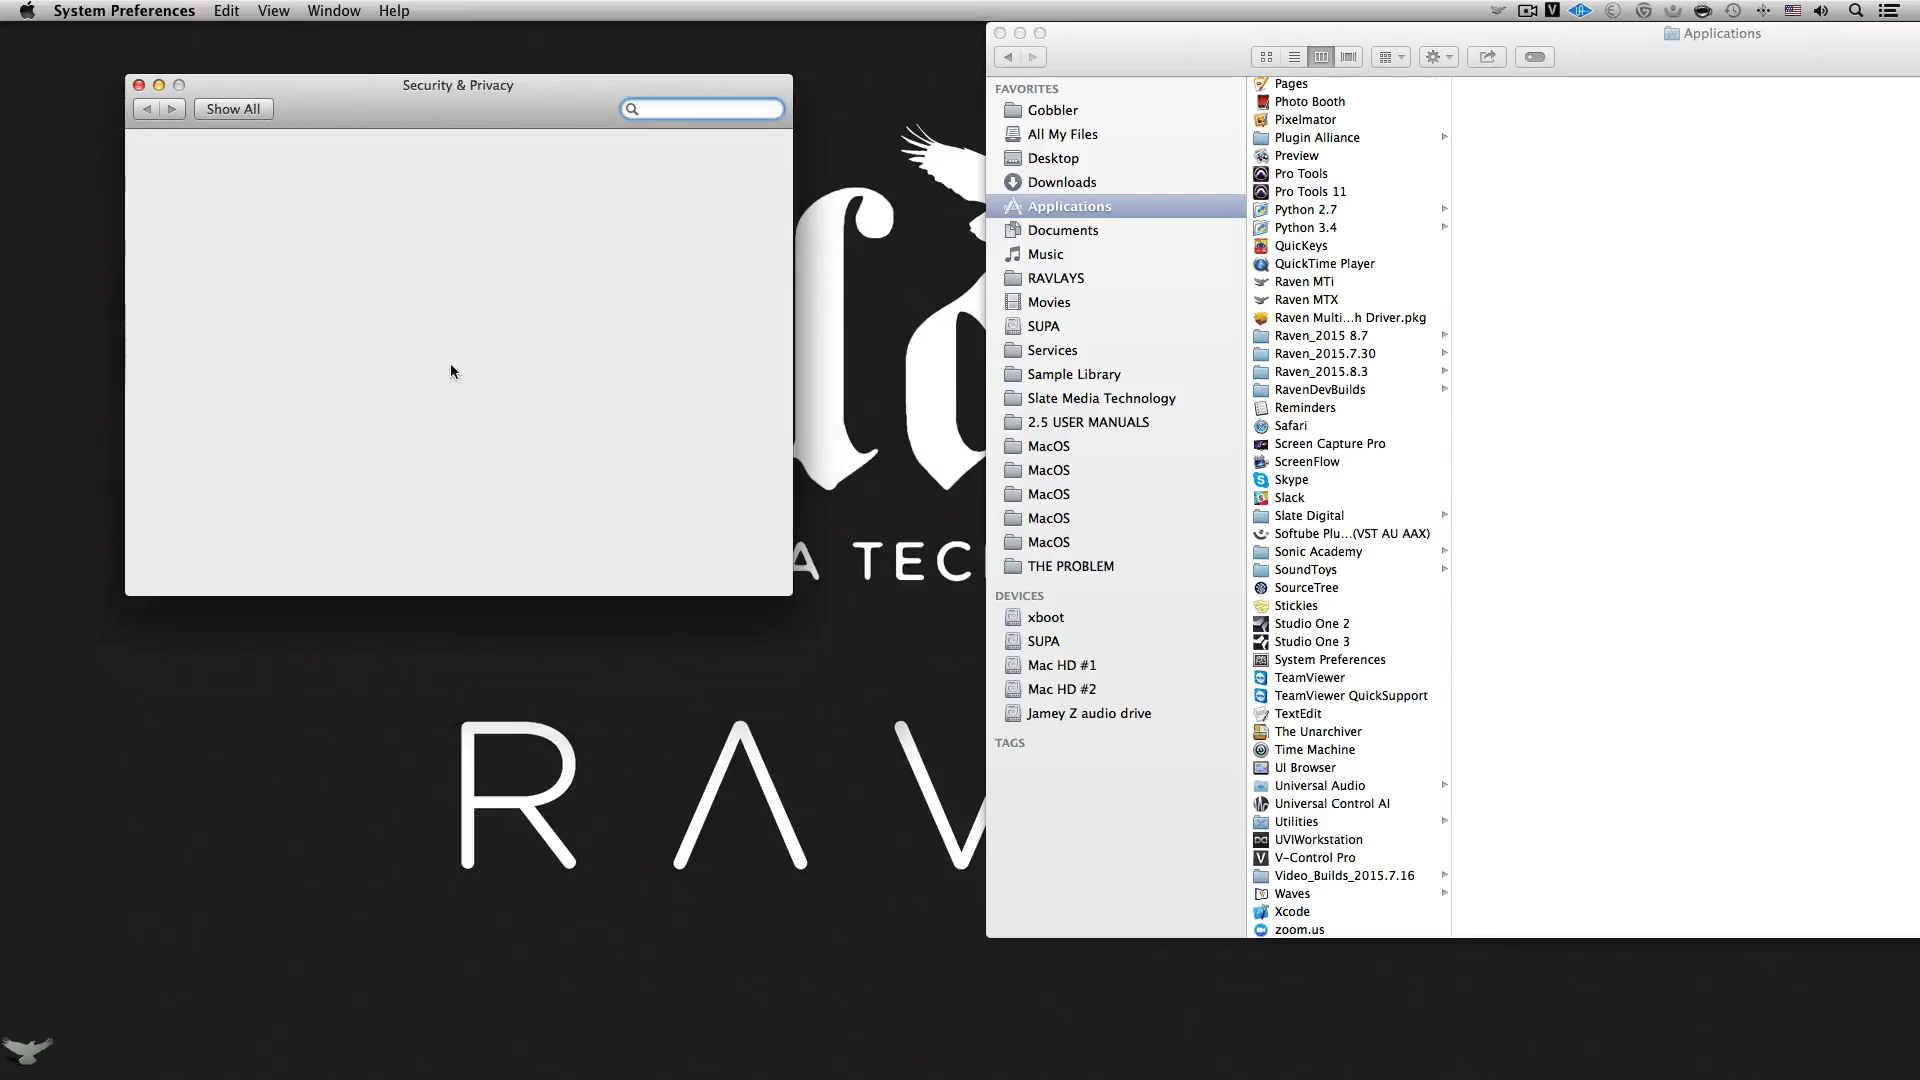 System Preferences Edit View Window Help
Applications
Security & Privacy
Show All
FAVORITES
Gobbler
All My Files
Desktop
Downloads
Applications
Documents
Music
RAVLAYS
Movies
SUPA
Services
Sample Library
Slate Media Technology
2.5 USER MANUALS
MacOS
MacOS
MacOS
MacOS
MacOS
THE PROBLEM
DEVICES
xboot
SUPA
Mac HD #1
Mac HD #2
Jamey Z audio drive
TAGS
Pages
Photo Booth
Pixelmator
Plugin Alliance
Preview
Pro Tools
Pro Tools 11
Python 2.7
Python 3.4
QuicKeys
QuickTime Player
Raven MTi
Raven MTX
Raven Multi...h Driver.pkg
Raven_2015 8.7
Raven_2015.7.30
Raven_2015.8.3
RavenDevBuilds
Reminders
Safari
Screen Capture Pro
ScreenFlow
Skype
Slack
Slate Digital
Softube Plu...(VST AU AAX)
Sonic Academy
SoundToys
SourceTree
Stickies
Studio One 2
Studio One 3
System Preferences
TeamViewer
TeamViewer QuickSupport
TextEdit
The Unarchiver
Time Machine
UI Browser
Universal Audio
Universal Control AI
Utilities
UVIWorkstation
V-Control Pro
Video_Builds_2015.7.16
Waves
Xcode
zoom.us
A TEC
RAV